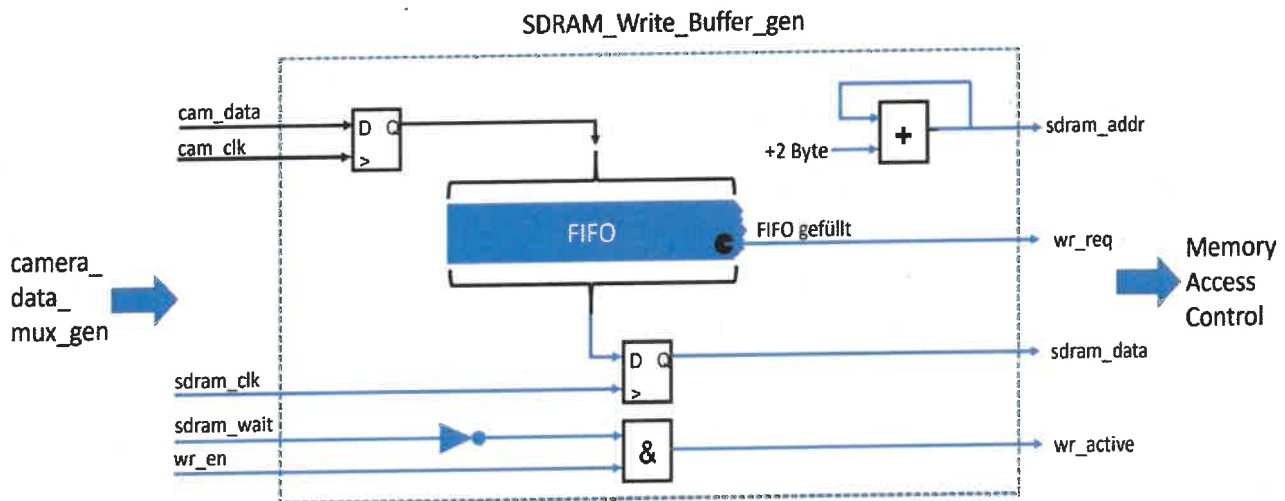 SDRAM_Write_Buffer_gen
cam_data
cam_clk
D Q
>
+2 Byte
+
sdram_addr
FIFO
FIFO gefüllt
wr_req
camera_
data_
mux_gen
Memory
Access
Control
D Q
>
sdram_data
sdram_clk
sdram_wait
wr_en
&
wr_active